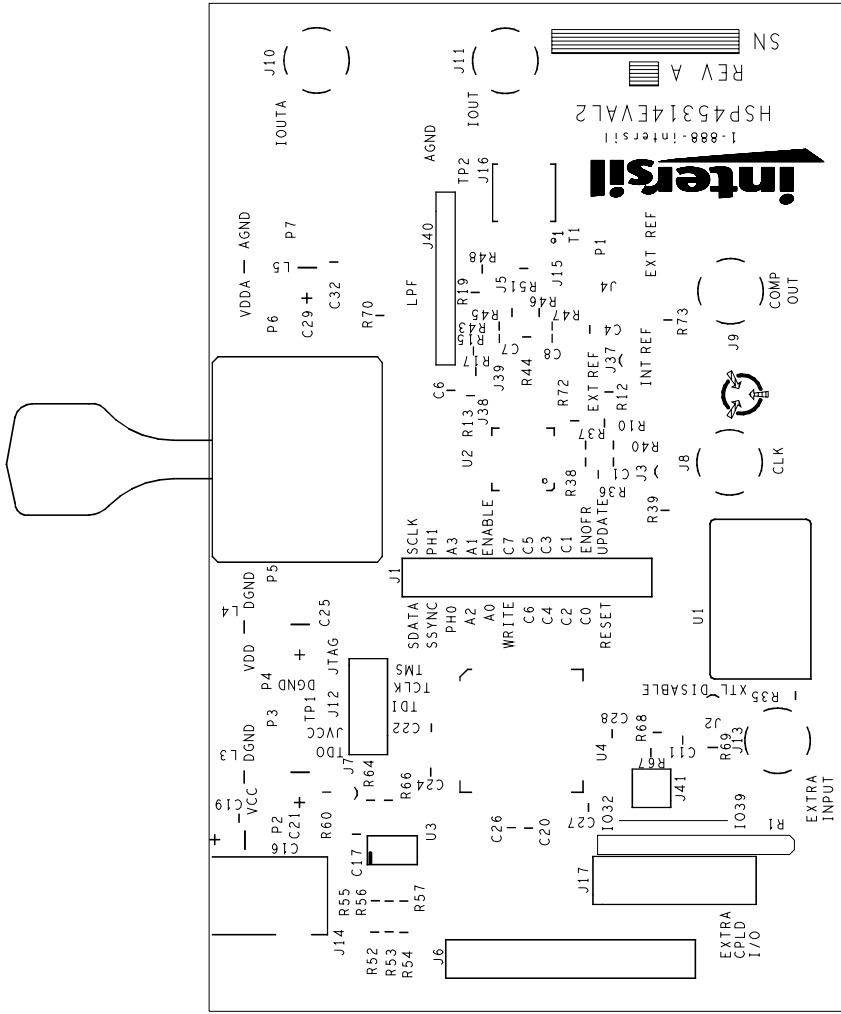 J10
IOUTA
J11
IOUT
SN
REV A
HSP45314EVAL2
1-888-intersil
intersil
AGND
TP2
J16
J40
LPF
AGND
VDDA
P7
L5
P6
C29
C32
R70
T1
1
P1
J15
EXT REF
J4
R48
J5
R51
R19
R46
R45
R47
R43
R15
R17
C7
C8
C4
R44
J39
J37
EXT REF
INT REF
R73
J9
COMP
OUT
C6
R13
J38
R72
R12
U2
R37
R10
R40
R38
R36
C1
J3
R39
J8
CLK
SCLK
PH1
A3
A1
ENABLE
C7
C5
C3
C1
ENOFR
UPDATE
J1
SDATA
SSYNC
PH0
A2
A0
WRITE
C6
C4
C2
C0
RESET
P5
DGND
L4
VDD
C25
P4
DGND
P3
TP1
J12
JTAG
TMS
TCLK
TDI
JVCC
TDO
J7
C22
C24
R64
R66
U1
XTL DISABLE
R35
J2
J13
C28
U4
R68
C11
R69
R67
J41
EXTRA
INPUT
L3
DGND
VCC
C19
P2
C21
C16
R60
C17
U3
C26
C20
C27
IO32
IO39
R1
J17
EXTRA
CPLD
I/O
J14
R55
R56
R57
R52
R53
R54
J6